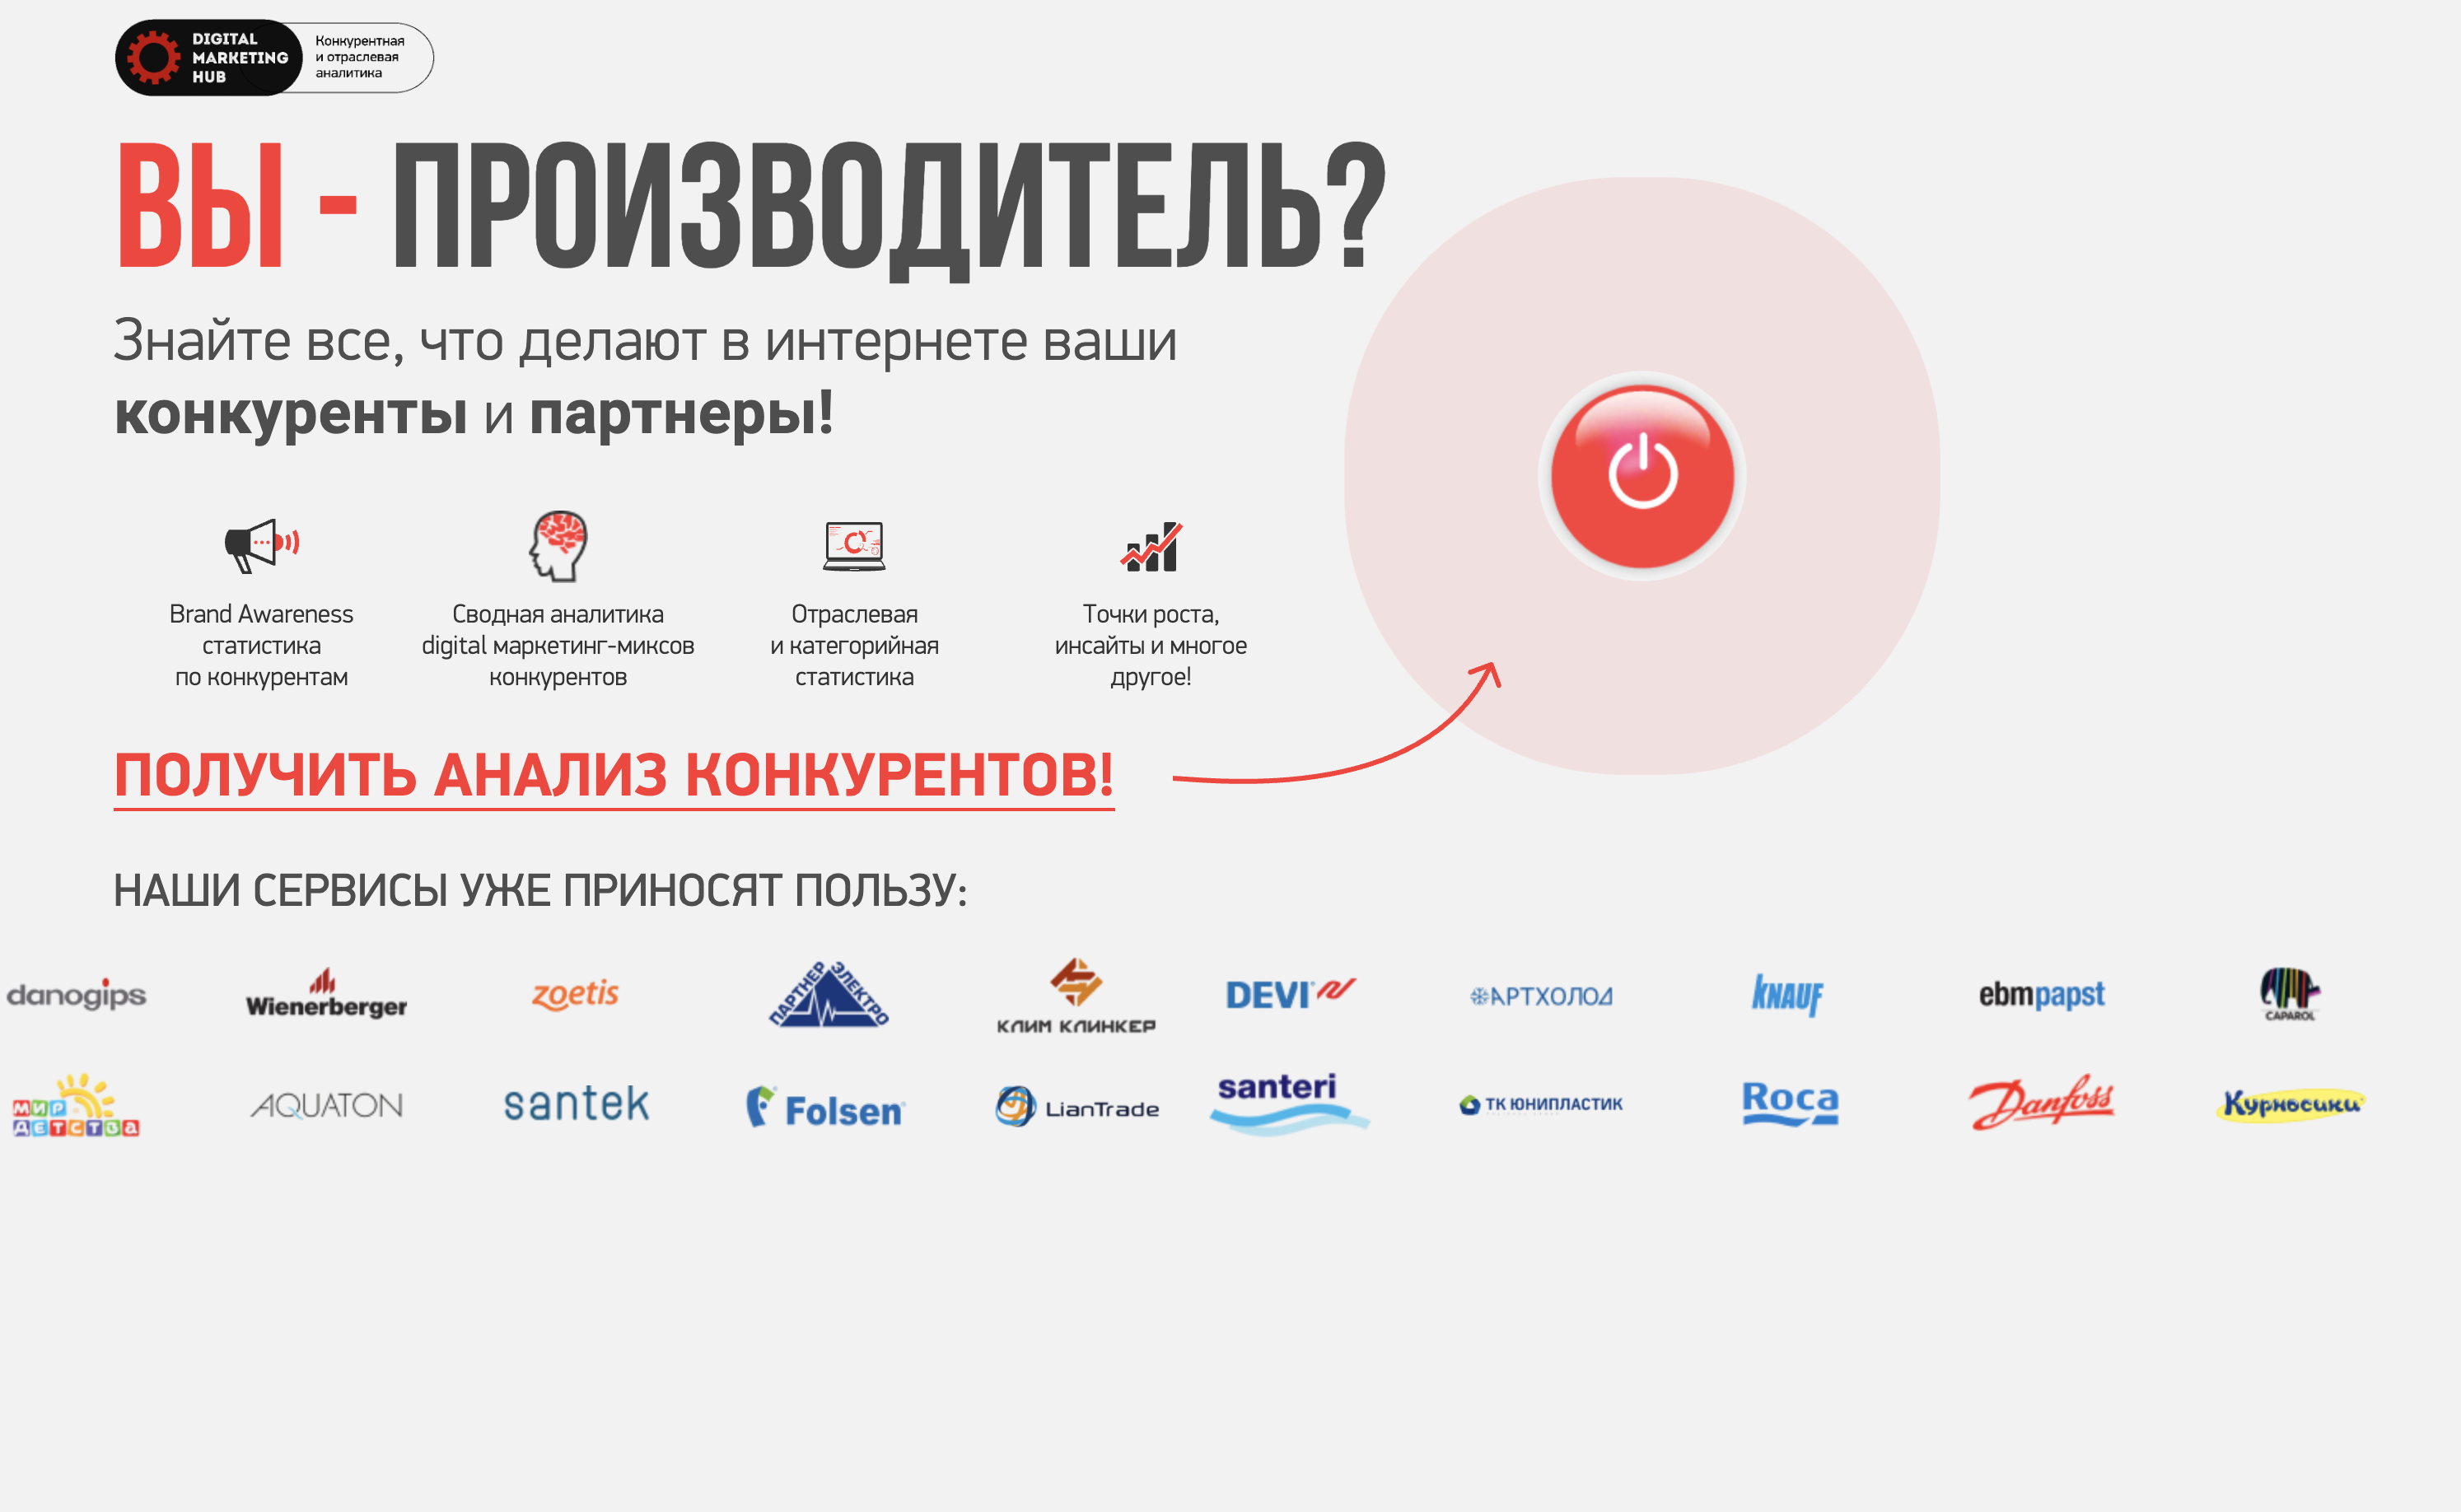 DIGITAL
MARKETING
HUB
Конкурентная
и отраслевая
аналитика
ВЫ - ПРОИЗВОДИТЕЛЬ?
Знайте все, что делают в интернете ваши
конкуренты и партнеры!
Brand Awareness
статистика
по конкурентам
Сводная аналитика
digital маркетинг-миксов
конкурентов
Отраслевая
и категорийная
статистика
Точки роста,
инсайты и многое
другое!
ПОЛУЧИТЬ АНАЛИЗ КОНКУРЕНТОВ!
НАШИ СЕРВИСЫ УЖЕ ПРИНОСЯТ ПОЛЬЗУ:
danogips
Wienerberger
zoetis
ПАРТНЕР ЭЛЕКТРО
КЛИМ КЛИНКЕР
DEVI
АРТХОЛОД
KNAUF
ebmpapst
CAPAROL
МИР
ДЕТСТВА
AQUATON
santek
Folsen
LianTrade
santeri
ТК ЮНИПЛАСТИК
Roca
Danfoss
Курносики